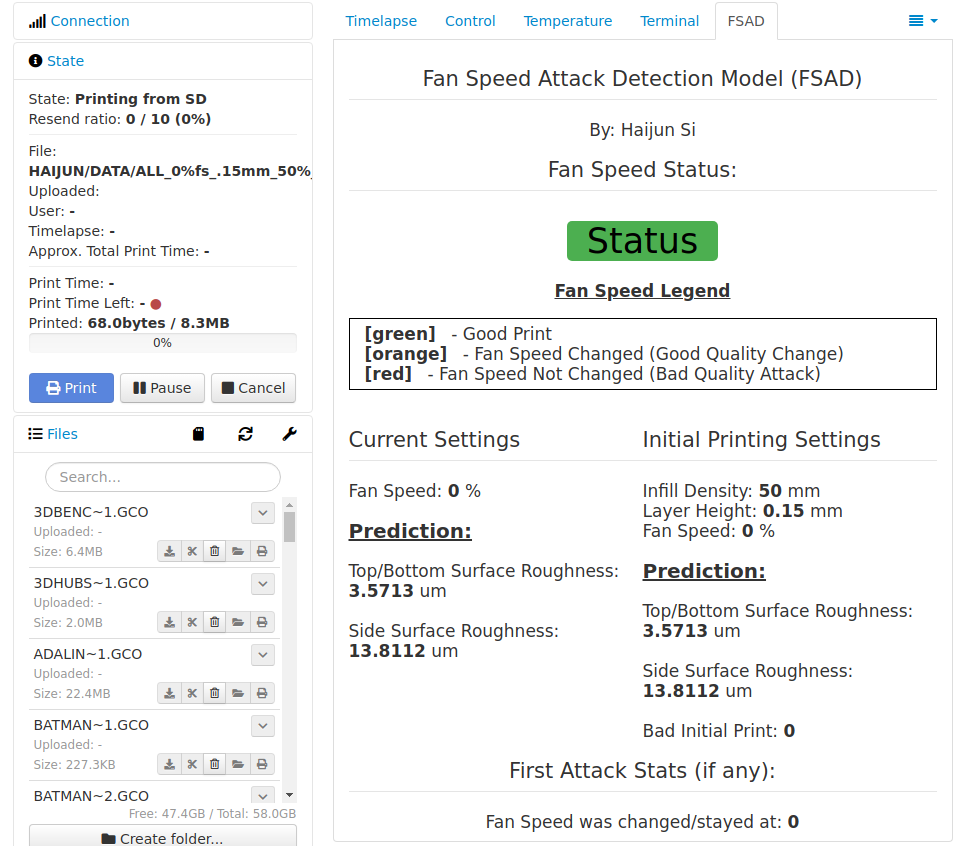 Connection
State
State: Printing from SD
Resend ratio: 0 / 10 (0%)
File:
HAIJUN/DATA/ALL_0%fs_.15mm_50%
Uploaded:
User: -
Timelapse: -
Approx. Total Print Time: -
Print Time: -
Print Time Left: -
Printed: 68.0bytes / 8.3MB
0%
Print Pause Cancel
Files
Search...
3DBENC~1.GCO
Uploaded: -
Size: 6.4MB
3DHUBS~1.GCO
Uploaded: -
Size: 2.0MB
ADALIN~1.GCO
Uploaded: -
Size: 22.4MB
BATMAN~1.GCO
Uploaded: -
Size: 227.3KB
BATMAN~2.GCO
Free: 47.4GB / Total: 58.0GB
Create folder...
Timelapse Control Temperature Terminal FSAD
Fan Speed Attack Detection Model (FSAD)
By: Haijun Si
Fan Speed Status:
Status
Fan Speed Legend
[green] - Good Print
[orange] - Fan Speed Changed (Good Quality Change)
[red] - Fan Speed Not Changed (Bad Quality Attack)
Current Settings
Fan Speed: 0 %
Prediction:
Top/Bottom Surface Roughness:
3.5713 um
Side Surface Roughness:
13.8112 um
Initial Printing Settings
Infill Density: 50 mm
Layer Height: 0.15 mm
Fan Speed: 0 %
Prediction:
Top/Bottom Surface Roughness:
3.5713 um
Side Surface Roughness:
13.8112 um
Bad Initial Print: 0
First Attack Stats (if any):
Fan Speed was changed/stayed at: 0